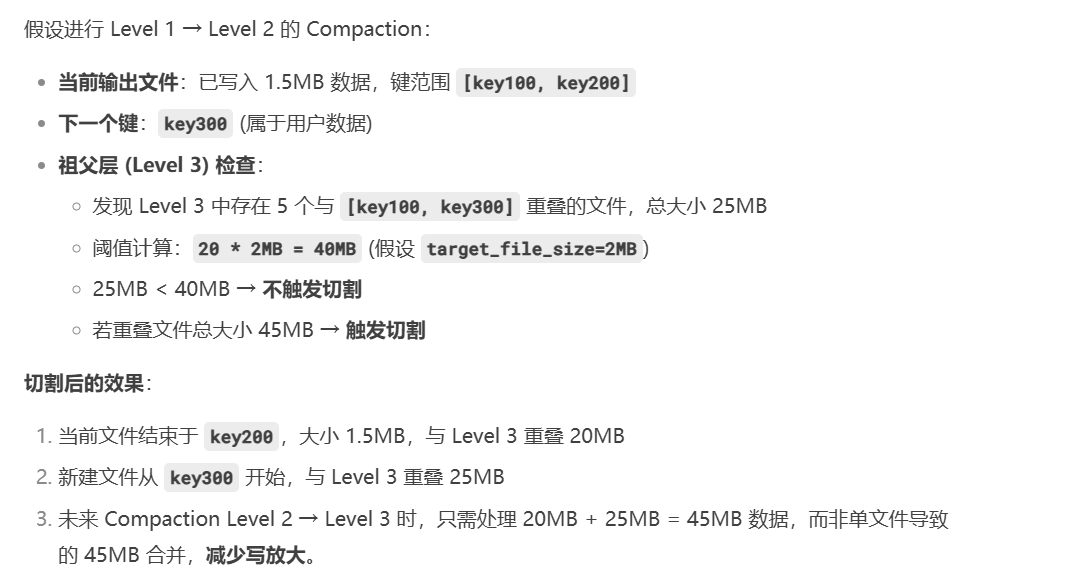 假设进行 Level 1 → Level 2 的 Compaction：
• 当前输出文件：已写入 1.5MB 数据，键范围 [key100, key200]
• 下一个键：key300 (属于用户数据)
• 祖父层 (Level 3) 检查：
◦ 发现 Level 3 中存在 5 个与 [key100, key300] 重叠的文件，总大小 25MB
◦ 阈值计算：20 * 2MB = 40MB (假设 target_file_size=2MB)
◦ 25MB < 40MB → 不触发切割
◦ 若重叠文件总大小 45MB → 触发切割
切割后的效果：
1. 当前文件结束于 key200，大小 1.5MB，与 Level 3 重叠 20MB
2. 新建文件从 key300 开始，与 Level 3 重叠 25MB
3. 未来 Compaction Level 2 → Level 3 时，只需处理 20MB + 25MB = 45MB 数据，而非单文件导致
的 45MB 合并，减少写放大。